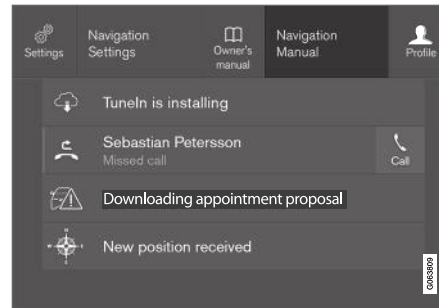 Settings
Navigation Settings
Owner's manual
Navigation Manual
Profile
TuneIn is installing
Sebastian Petersson
Missed call
Call
Downloading appointment proposal
New position received
G063809